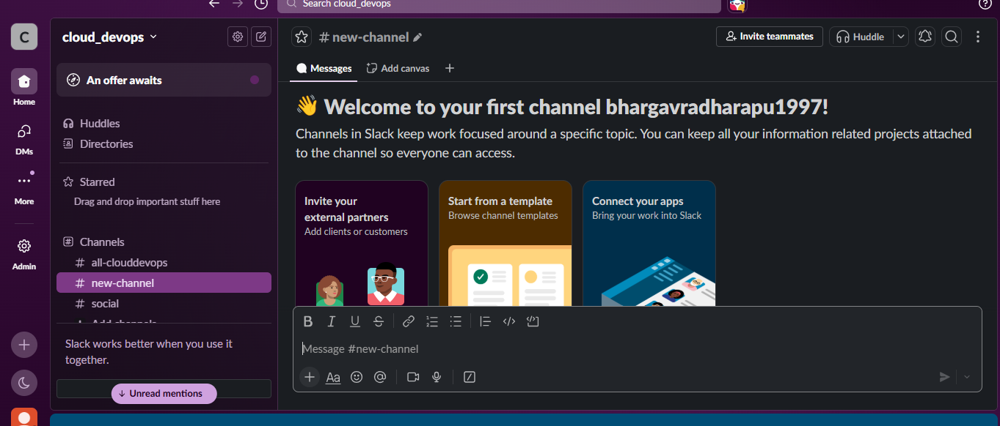 Search cloud_devops
C
cloud_devops
Home
DMs
More
Admin
An offer awaits
Huddles
Directories
Starred
Drag and drop important stuff here
Channels
# all-clouddevops
# new-channel
# social
Add channels
Slack works better when you use it
together.
↓ Unread mentions
# new-channel
Invite teammates
Huddle
Messages
Add canvas
+
👋 Welcome to your first channel bhargavradharapu1997!
Channels in Slack keep work focused around a specific topic. You can keep all your information related projects attached
to the channel so everyone can access.
Invite your
external partners
Add clients or customers
Start from a template
Browse channel templates
Connect your apps
Bring your work into Slack
B I U S
Message #new-channel
+ Aa @